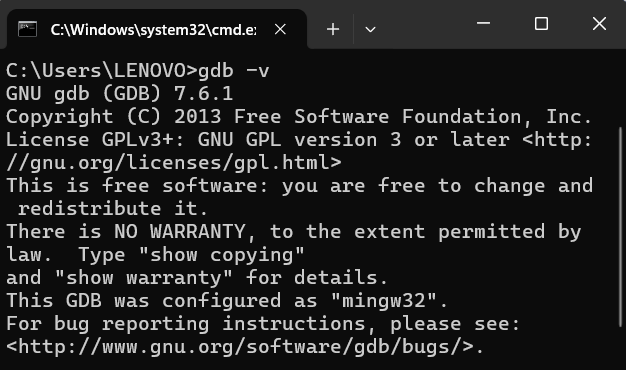 C:\Windows\system32\cmd.e
C:\Users\LENOVO>gdb -v
GNU gdb (GDB) 7.6.1
Copyright (C) 2013 Free Software Foundation, Inc.
License GPLv3+: GNU GPL version 3 or later <http:
//gnu.org/licenses/gpl.html>
This is free software: you are free to change and
 redistribute it.
There is NO WARRANTY, to the extent permitted by
law.  Type "show copying"
and "show warranty" for details.
This GDB was configured as "mingw32".
For bug reporting instructions, please see:
<http://www.gnu.org/software/gdb/bugs/>.